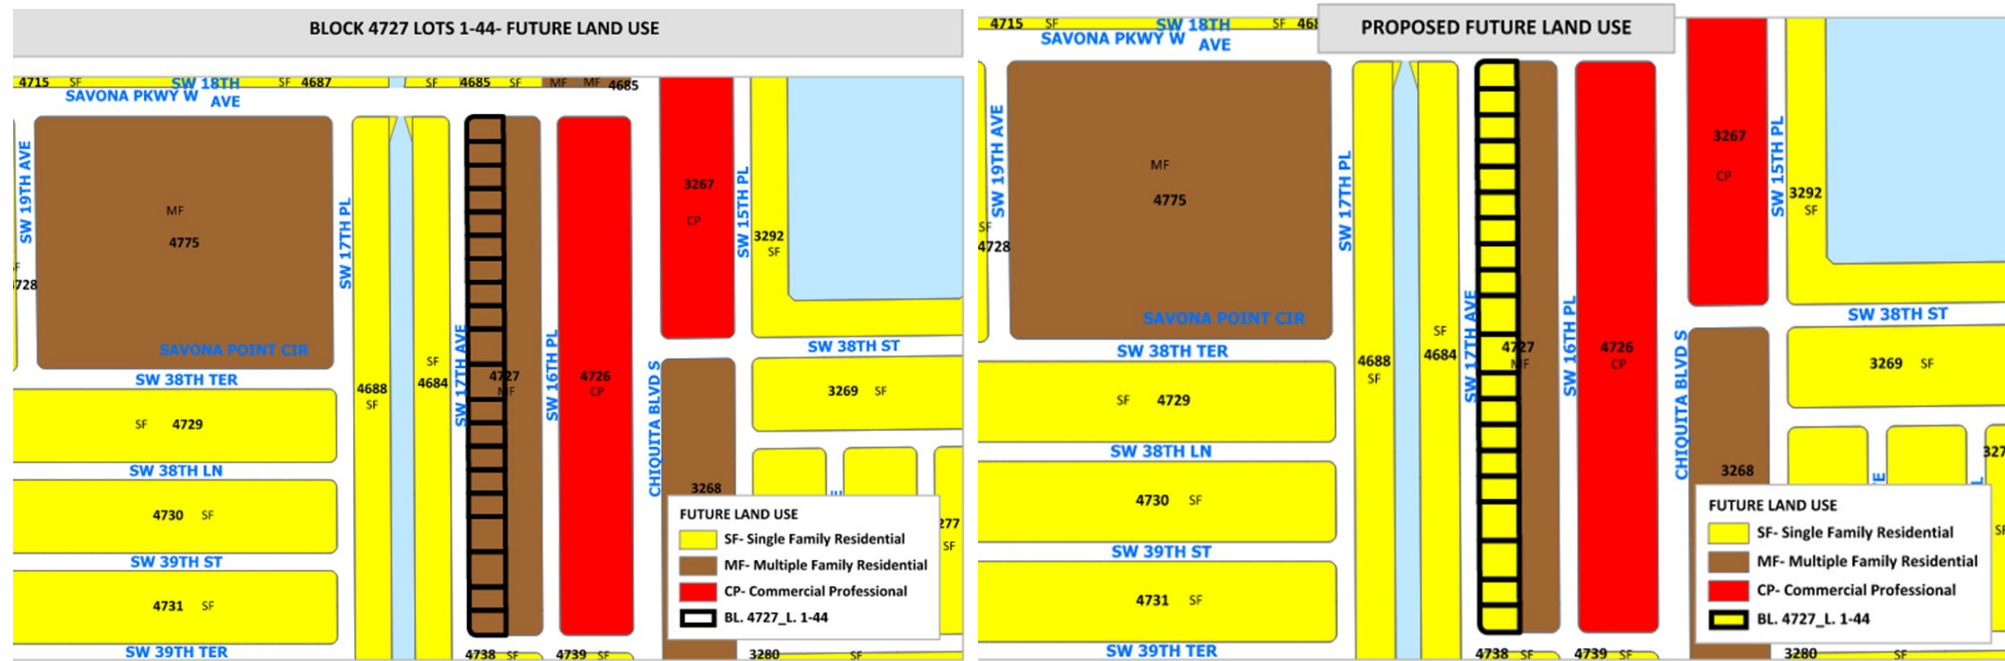 BLOCK 4727 LOTS 1-44- FUTURE LAND USE
4715 SF SW 18TH SF 4687 SF 4685 SF MF MF 4685
SAVONA PKWY W AVE
SW 19TH AVE
MF
4775
SW 17TH PL
3267
CP
SW 15TH PL
3292
SF
SF
728
SAVONA POINT CIR
SW 38TH TER
SW 38TH ST
4688
SF
SF
4684
SW 17TH AVE
4727
MF
SW 16TH PL
4726
CP
CHIQUITA BLVD S
3269 SF
SF 4729
SW 38TH LN
3268
4730 SF
277
SF
SW 39TH ST
4731 SF
SW 39TH TER
4738 SF 4739 SF 3280 SF
FUTURE LAND USE
SF- Single Family Residential
MF- Multiple Family Residential
CP- Commercial Professional
BL. 4727_L. 1-44
PROPOSED FUTURE LAND USE
4715 SF SW 18TH SF 468
SAVONA PKWY W AVE
SW 19TH AVE
MF
4775
SW 17TH PL
3267
CP
SW 15TH PL
3292
SF
SF
4728
SAVONA POINT CIR
SW 38TH TER
SW 38TH ST
4688
SF
SF
4684
SW 17TH AVE
4727
MF
SW 16TH PL
4726
CP
CHIQUITA BLVD S
3269 SF
SF 4729
SW 38TH LN
3268
327
4730 SF
SW 39TH ST
4731 SF
SW 39TH TER
4738 SF 4739 SF 3280 SF
FUTURE LAND USE
SF- Single Family Residential
MF- Multiple Family Residential
CP- Commercial Professional
BL. 4727_L. 1-44